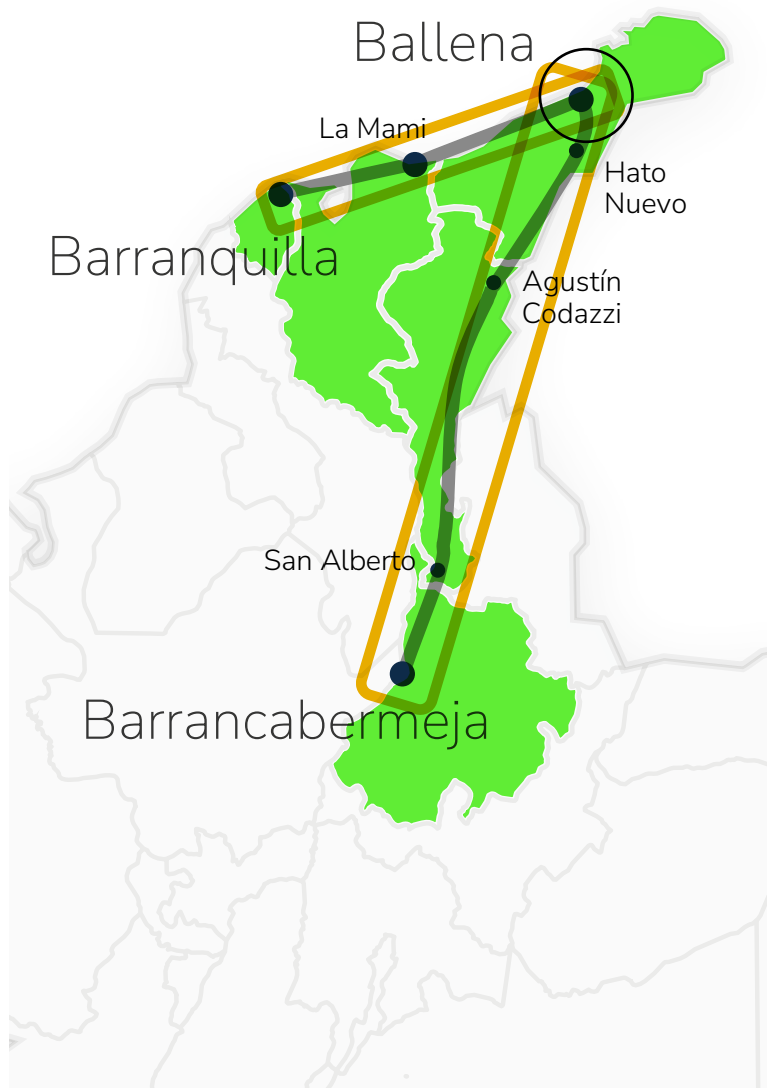 Ballena
La Mami
Hato
Nuevo
Barranquilla
Agustín
Codazzi
San Alberto
Barrancabermeja